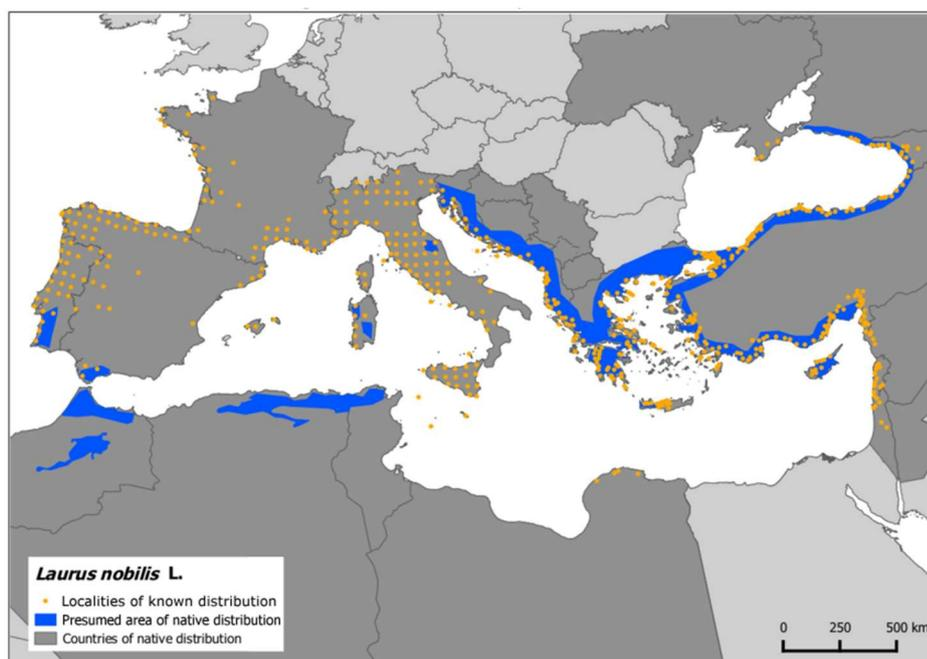 Laurus nobilis L.
Localities of known distribution
Presumed area of native distribution
Countries of native distribution
0 250 500 km